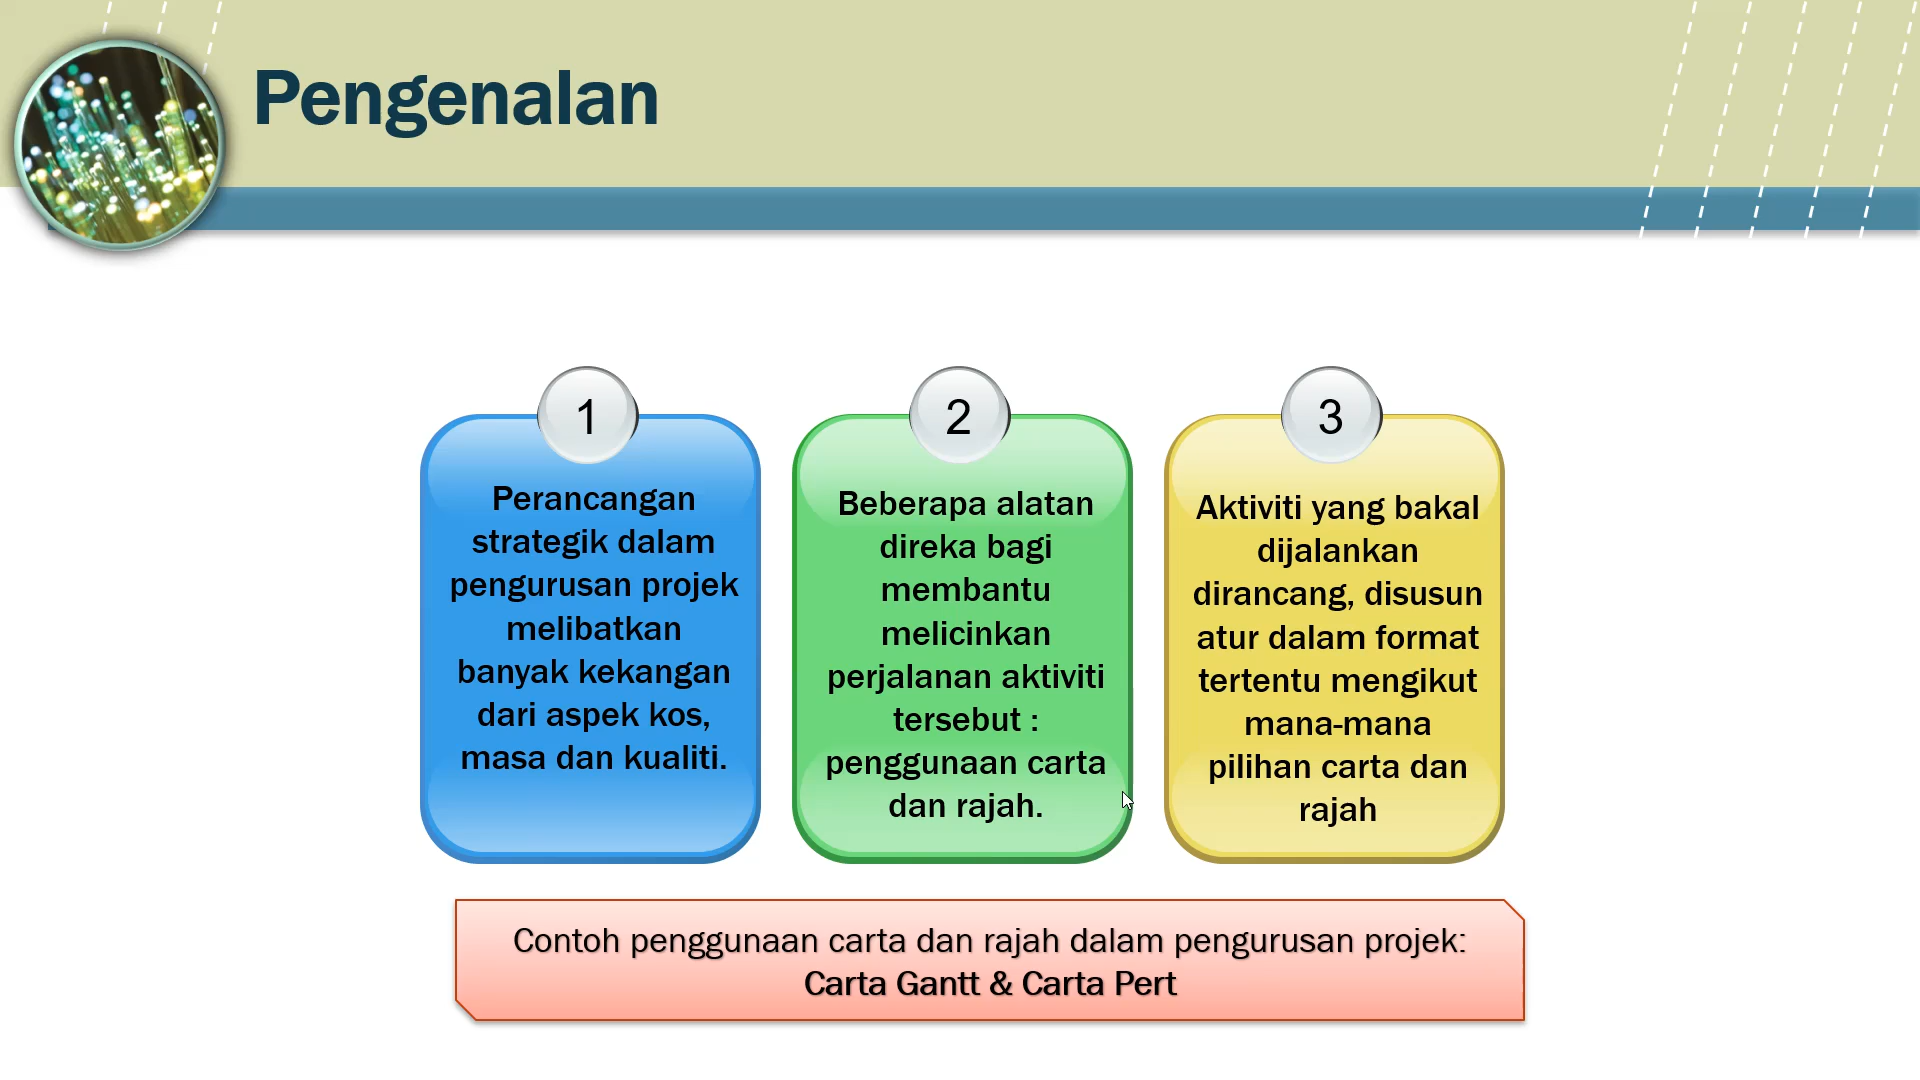 Pengenalan
1
Perancangan
strategik dalam
pengurusan projek
melibatkan
banyak kekangan
dari aspek kos,
masa dan kualiti.
2
Beberapa alatan
direka bagi
membantu
melicinkan
perjalanan aktiviti
tersebut :
penggunaan carta
dan rajah.
3
Aktiviti yang bakal
dijalankan
dirancang, disusun
atur dalam format
tertentu mengikut
mana-mana
pilihan carta dan
rajah
Contoh penggunaan carta dan rajah dalam pengurusan projek:
Carta Gantt & Carta Pert